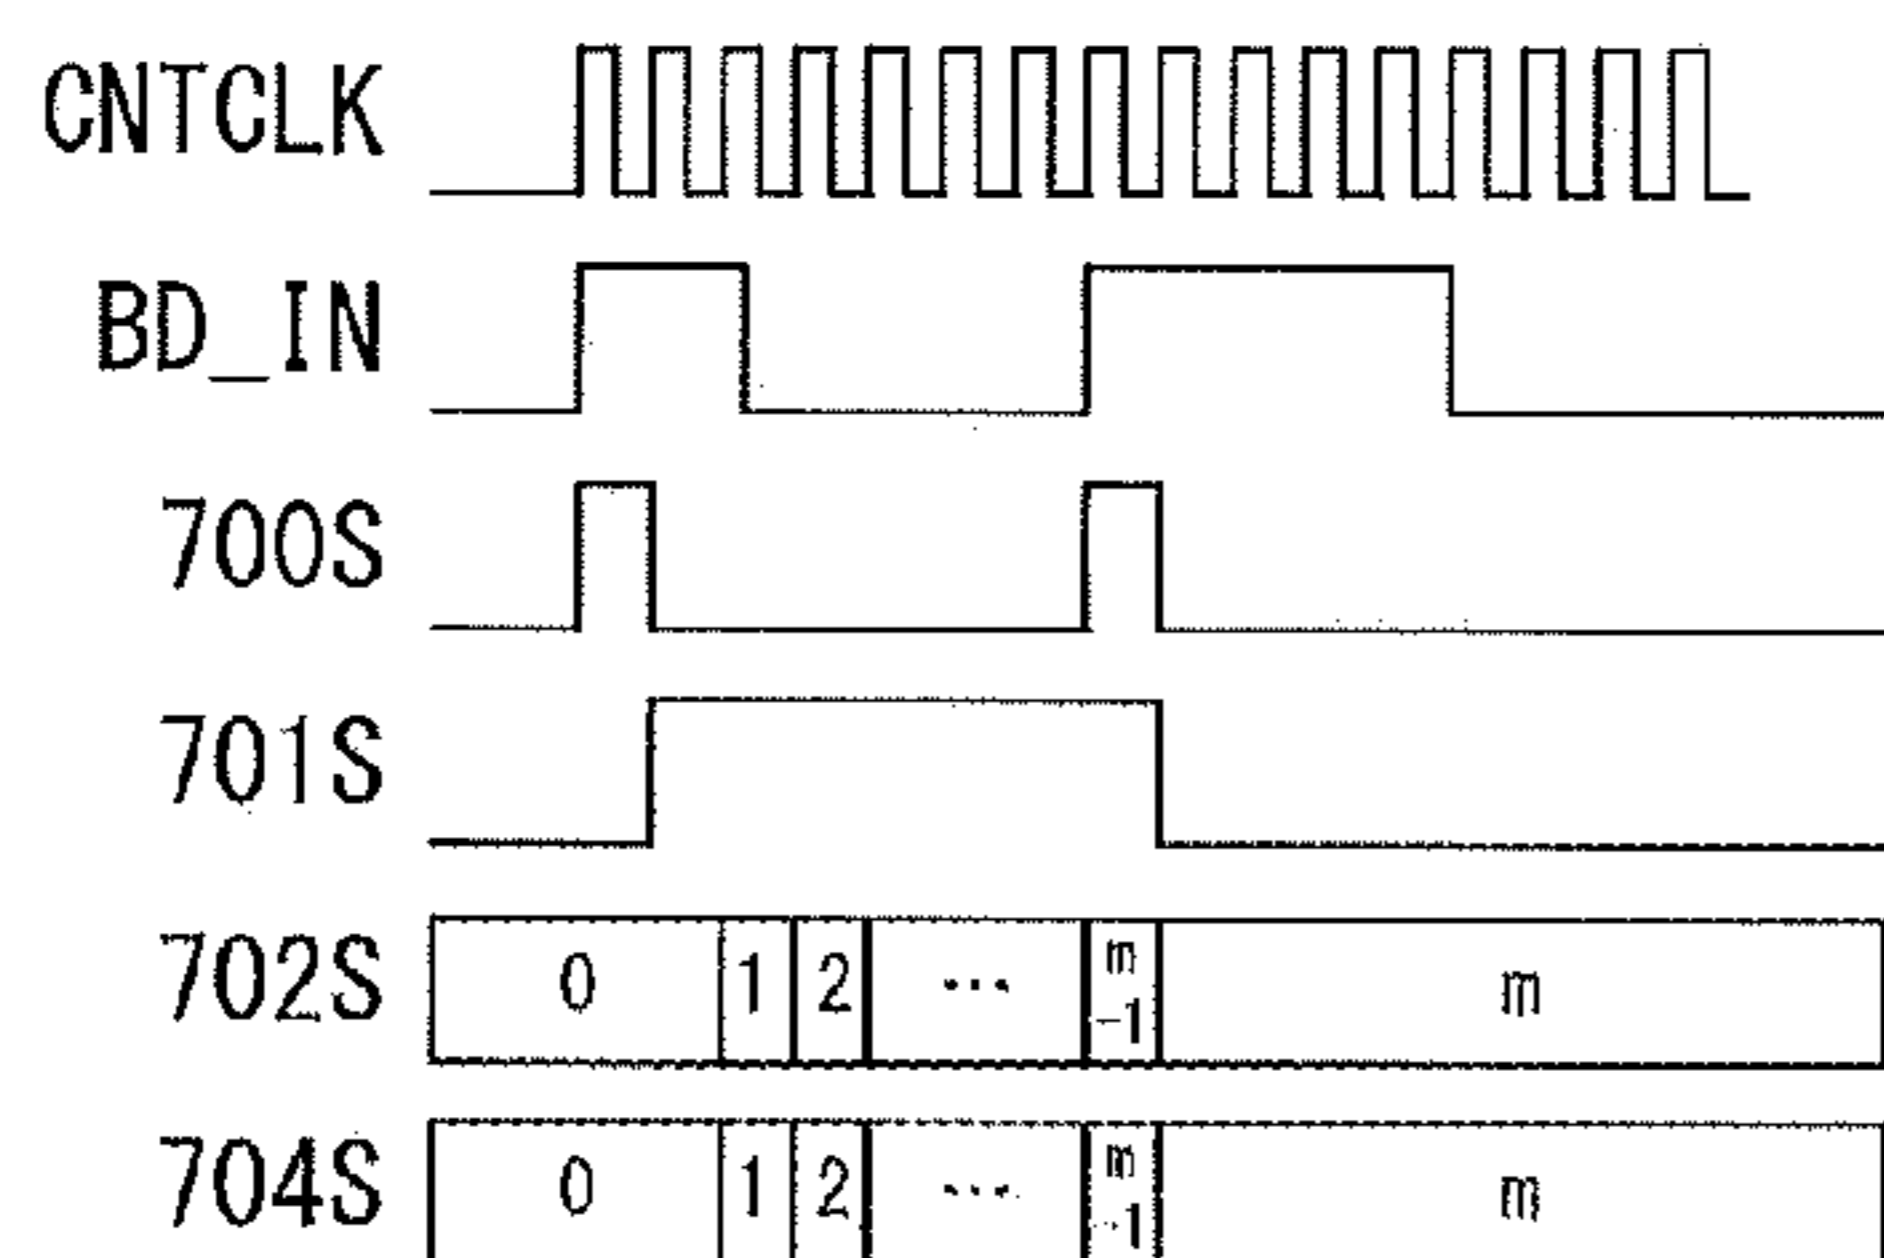 CNTCLK
BD_IN
700S
701S
702S 0 1 2 ... m-1 m
704S 0 1 2 ... m-1 m